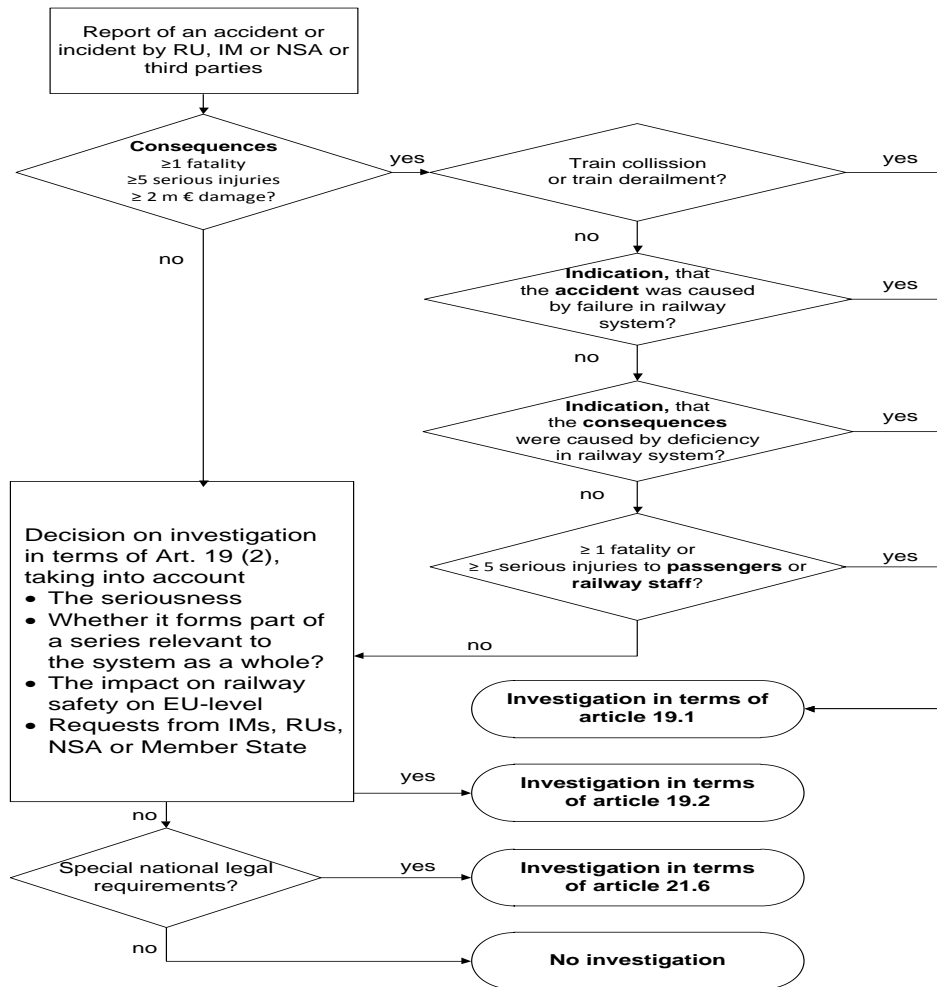 Report of an accident or
incident by RU, IM or NSA or
third parties
Consequences
≥1 fatality
≥5 serious injuries
≥ 2 m € damage?
yes
Train collission
or train derailment?
yes
no
no
Indication, that
the accident was caused
by failure in railway
system?
yes
no
Indication, that
the consequences
were caused by deficiency
in railway system?
yes
no
≥ 1 fatality or
≥ 5 serious injuries to passengers or
railway staff?
yes
no
Decision on investigation
in terms of Art. 19 (2),
taking into account
• The seriousness
• Whether it forms part of
a series relevant to
the system as a whole?
• The impact on railway
safety on EU-level
• Requests from IMs, RUs,
NSA or Member State
Investigation in terms of
article 19.1
yes
Investigation in terms
of article 19.2
no
Special national legal
requirements?
yes
Investigation in terms
of article 21.6
no
No investigation